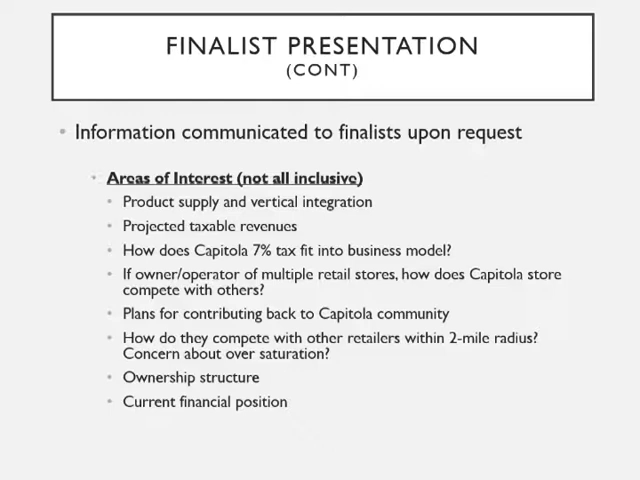 FINALIST PRESENTATION
(CONT)
• Information communicated to finalists upon request
• Areas of Interest (not all inclusive)
• Product supply and vertical integration
• Projected taxable revenues
• How does Capitola 7% tax fit into business model?
• If owner/operator of multiple retail stores, how does Capitola store
compete with others?
• Plans for contributing back to Capitola community
• How do they compete with other retailers within 2-mile radius?
Concern about over saturation?
• Ownership structure
• Current financial position